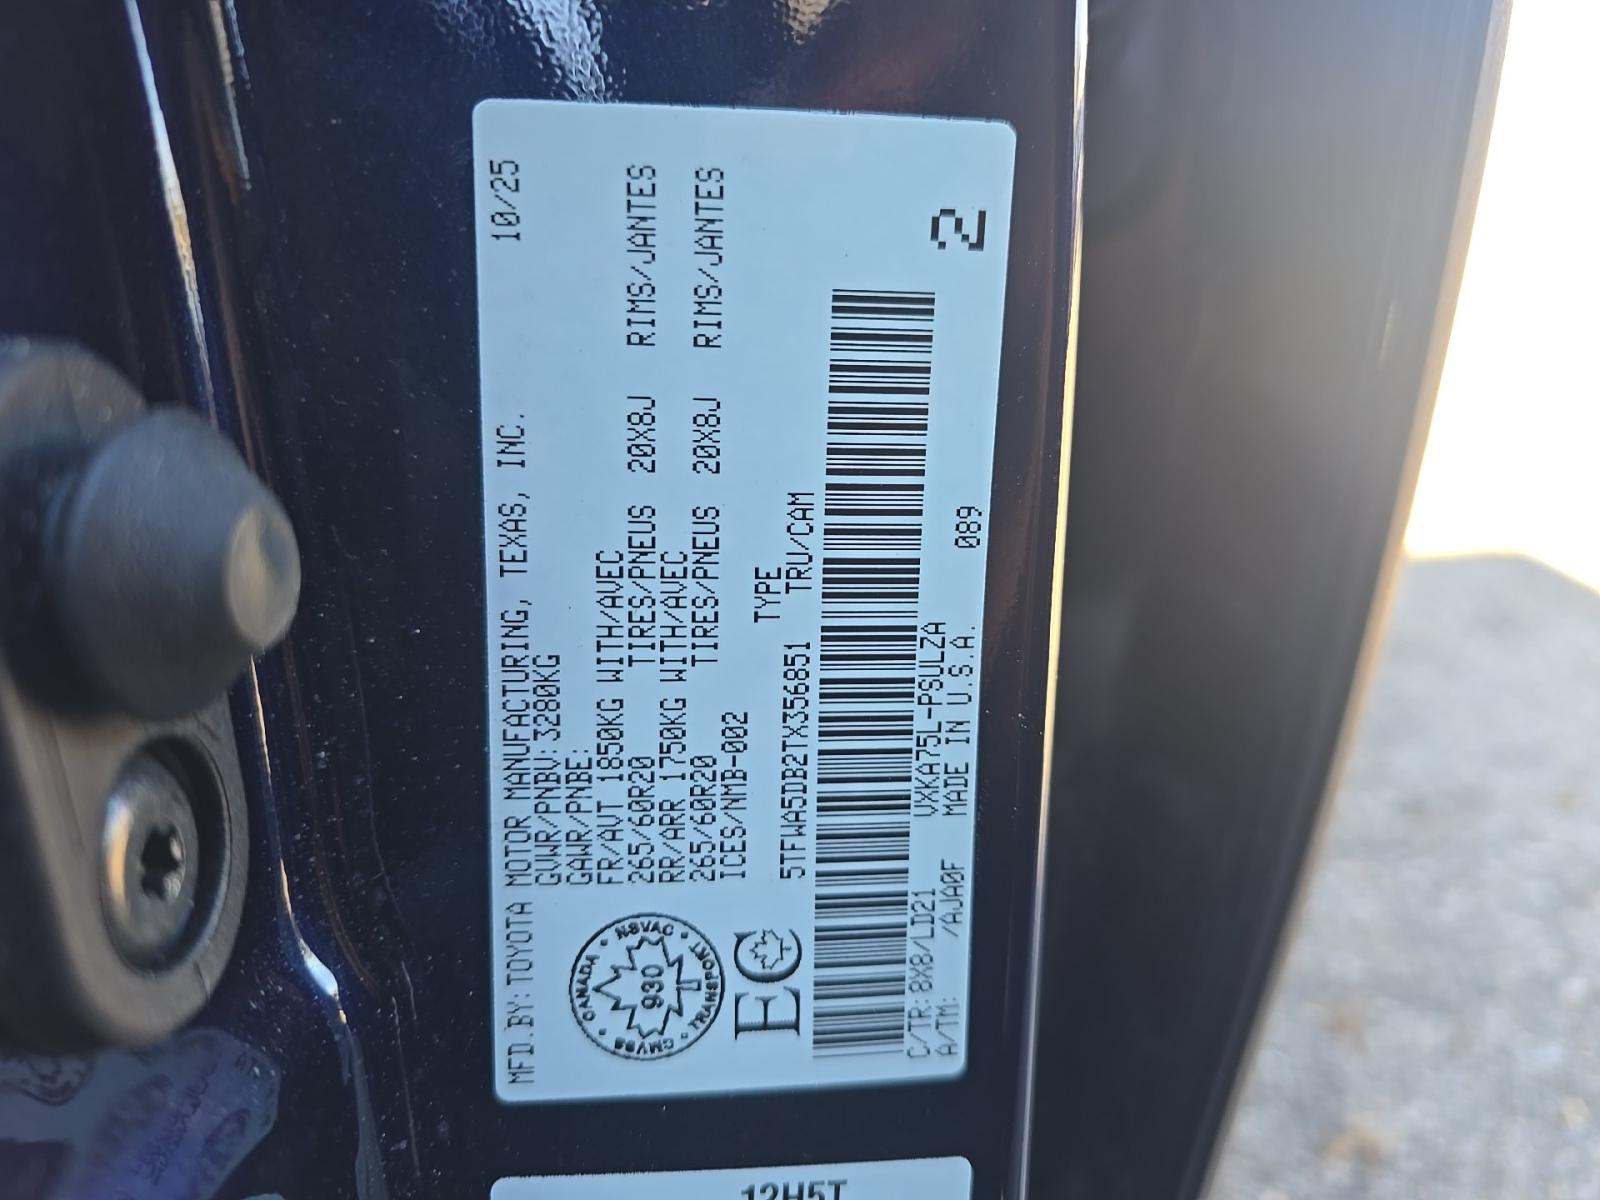 MFD.BY:TOYOTA MOTOR MANUFACTURING, TEXAS, INC. 10/25
GVWR/PNBV:3280KG
GAWR/PNBE:
FR/AVT 1850KG WITH/AVEC
265/60R20 TIRES/PNEUS 20X8J RIMS/JANTES
RR/ARR 1750KG WITH/AVEC
265/60R20 TIRES/PNEUS 20X8J RIMS/JANTES
ICES/NMB-002
CANADA • NSVAC • TRANSPORT • CMVSS
930
EC
TYPE
5TFWA5DB2TX356851 TRU/CAM
C/TR:8X8/LD21 VXKA75L-PSULZA
A/TM: /AJA0F MADE IN U.S.A. 089
2
12H5T